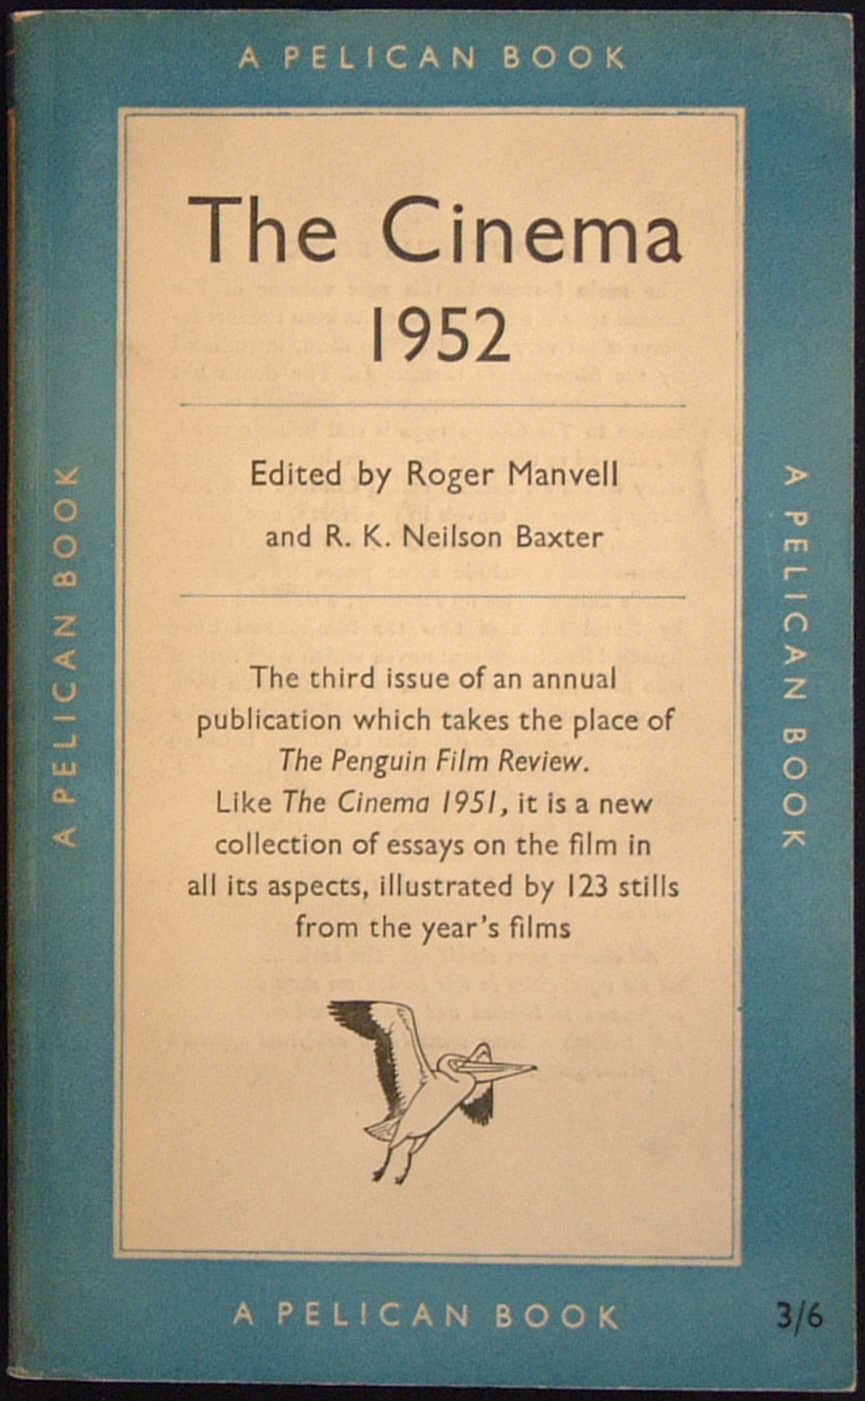 A PELICAN BOOK
The Cinema
1952
Edited by Roger Manvell
and R. K. Neilson Baxter
The third issue of an annual
publication which takes the place of
The Penguin Film Review.
Like The Cinema 1951, it is a new
collection of essays on the film in
all its aspects, illustrated by 123 stills
from the year's films
A PELICAN BOOK
A PELICAN BOOK
A PELICAN BOOK
3/6